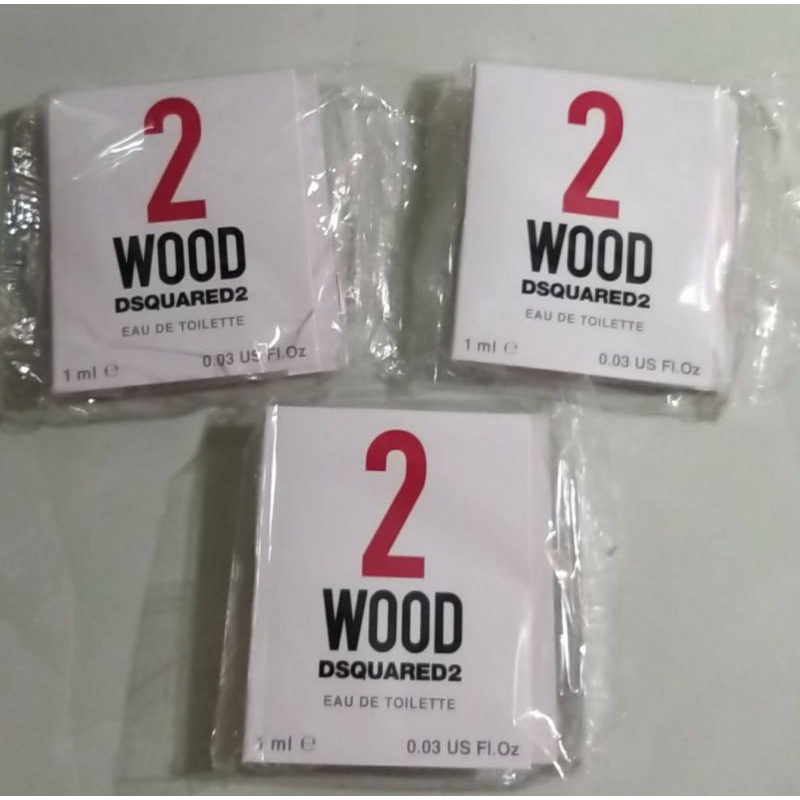 2
WOOD
DSQUARED2
EAU DE TOILETTE
1 ml ℮ 0.03 US Fl.Oz
2
WOOD
DSQUARED2
EAU DE TOILETTE
1 ml ℮ 0.03 US Fl.Oz
2
WOOD
DSQUARED2
EAU DE TOILETTE
1 ml ℮ 0.03 US Fl.Oz